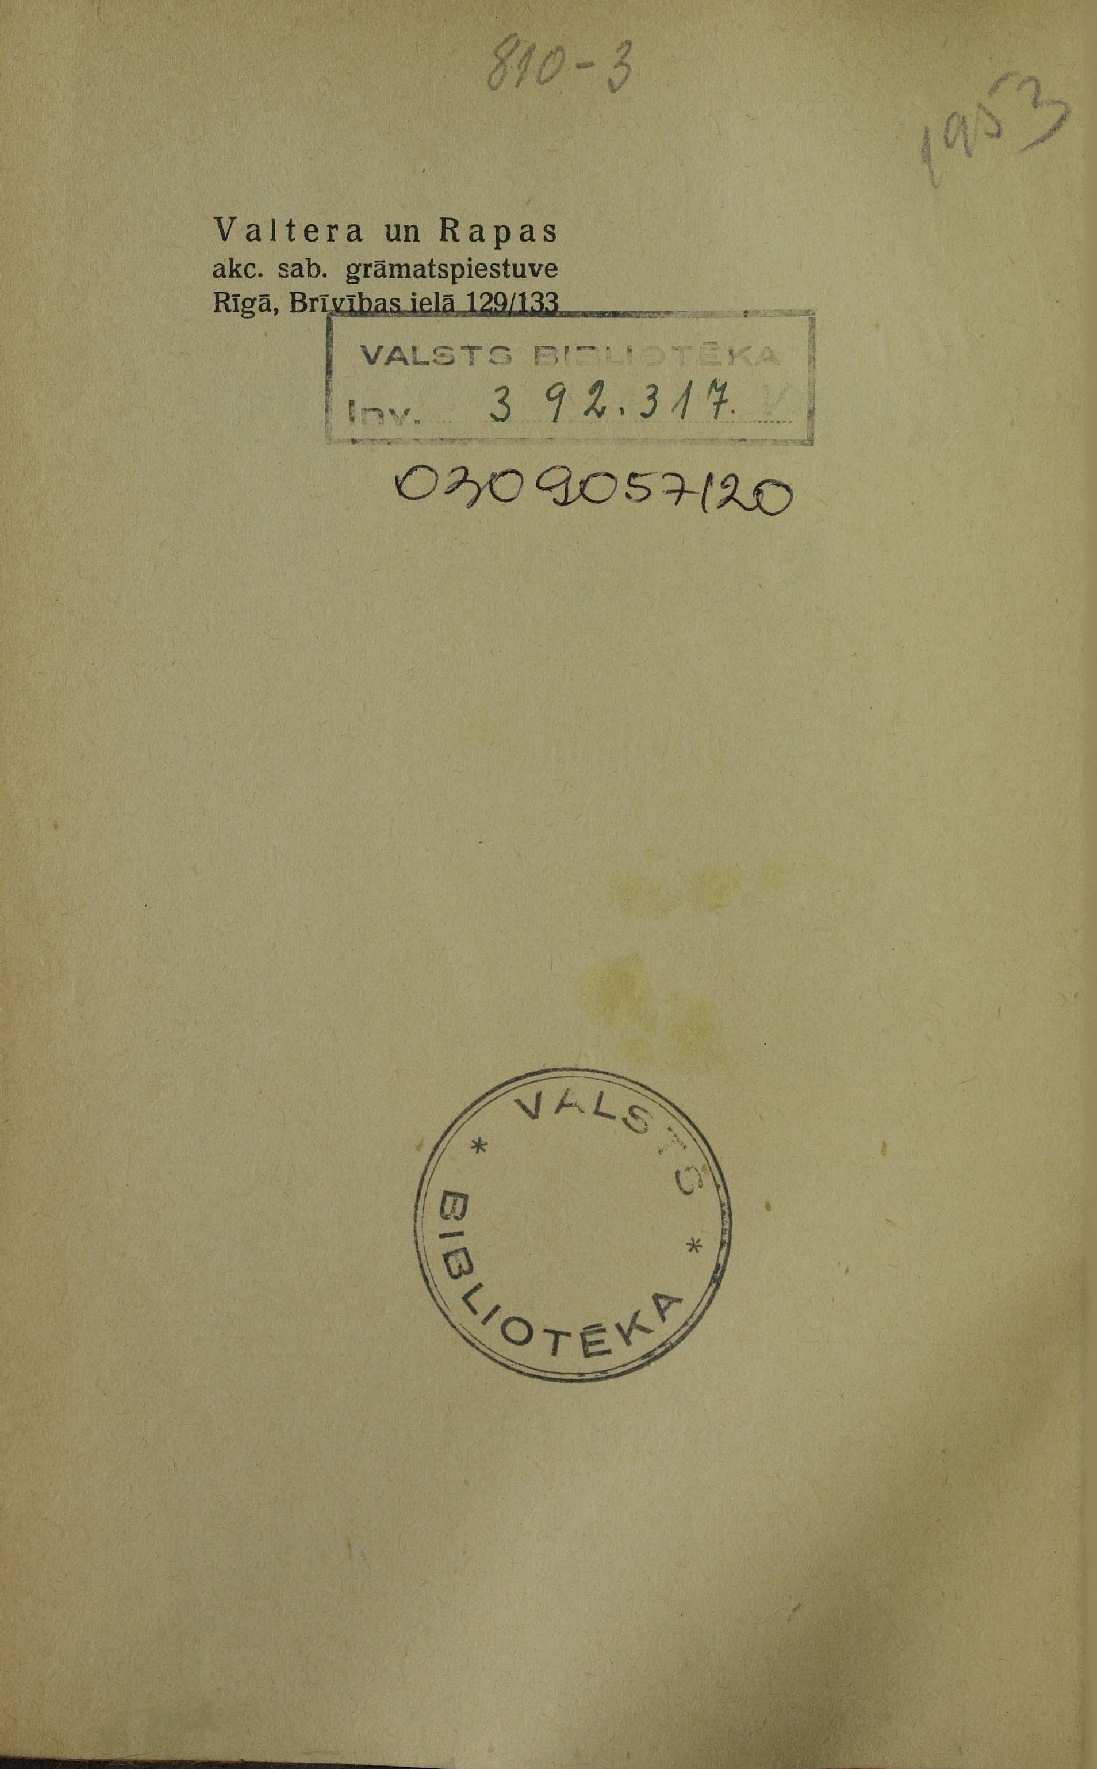 810-3
1953
Valtera un Rapas
akc. sab. grāmatspiestuve
Rīgā, Brīvības ielā 129/133
VALSTS BIBLIOTĒKA
Inv. 392.317.
0309057120
VALSTS
* BIBLIOTĒKA *